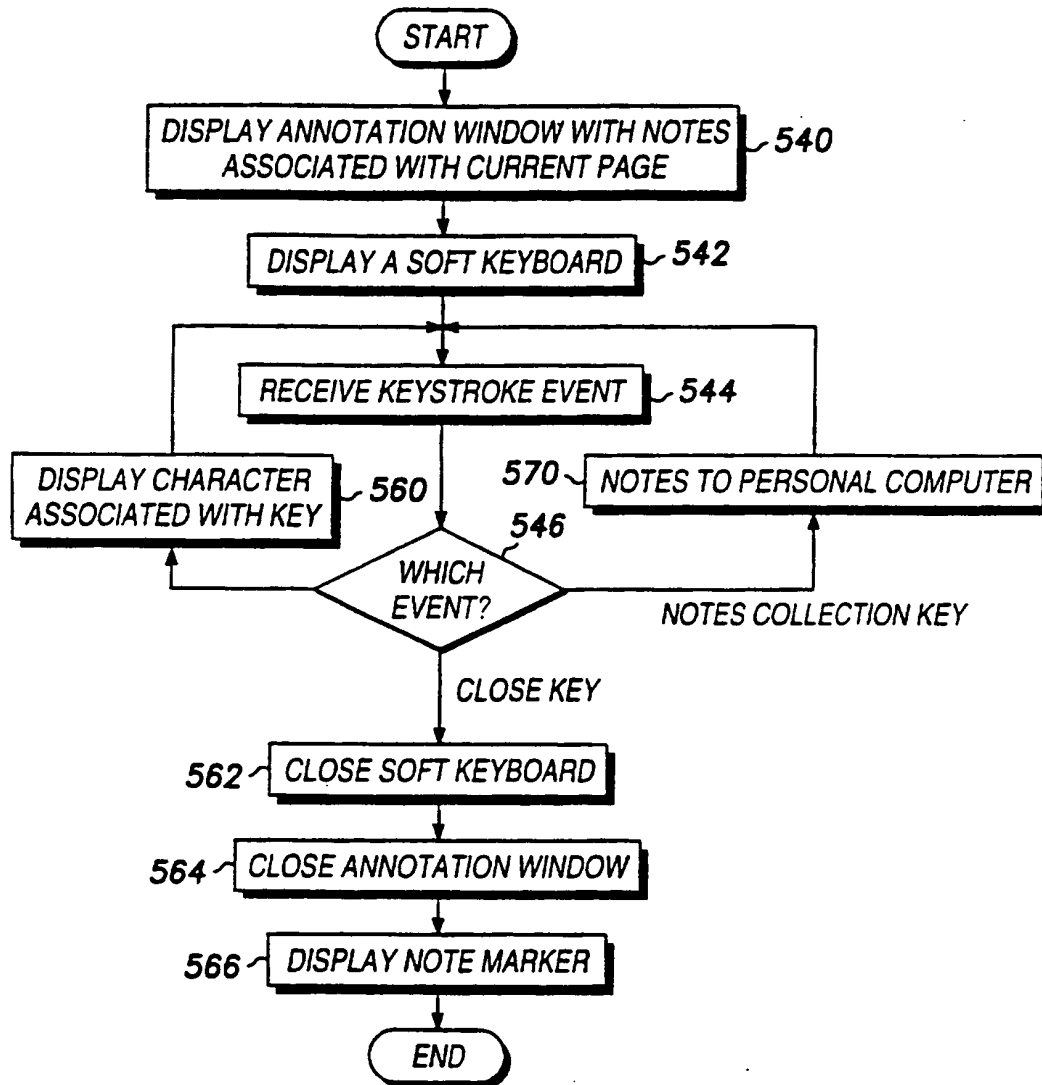 START
DISPLAY ANNOTATION WINDOW WITH NOTES
ASSOCIATED WITH CURRENT PAGE
540
DISPLAY A SOFT KEYBOARD
542
RECEIVE KEYSTROKE EVENT
544
DISPLAY CHARACTER
ASSOCIATED WITH KEY
560
570
NOTES TO PERSONAL COMPUTER
546
WHICH
EVENT?
NOTES COLLECTION KEY
CLOSE KEY
562
CLOSE SOFT KEYBOARD
564
CLOSE ANNOTATION WINDOW
566
DISPLAY NOTE MARKER
END